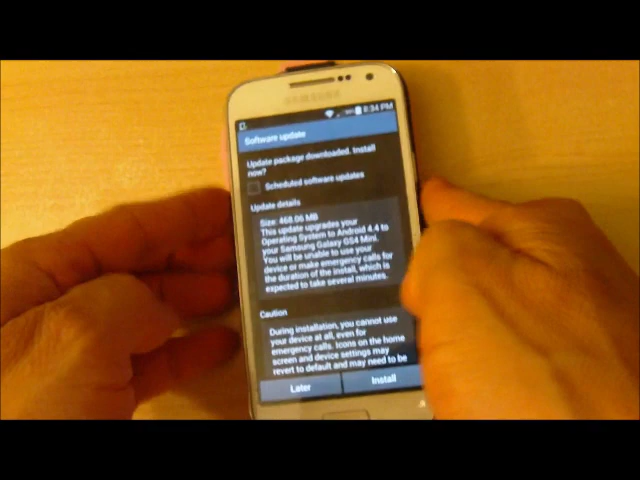 SAMSUNG
8:34 PM
Software update
Update package downloaded. Install
now?
Scheduled software updates
Update details
Size: 468.06 MB
This update upgrades your
Operating System to Android 4.4 to
your Samsung Galaxy GS4 Mini.
You will be unable to use your
device or make emergency calls for
the duration of the install, which is
expected to take several minutes.
Caution
During installation, you cannot use
your device at all, even for
emergency calls. Icons on the home
screen and device settings may
revert to default and may need to be
Later
Install